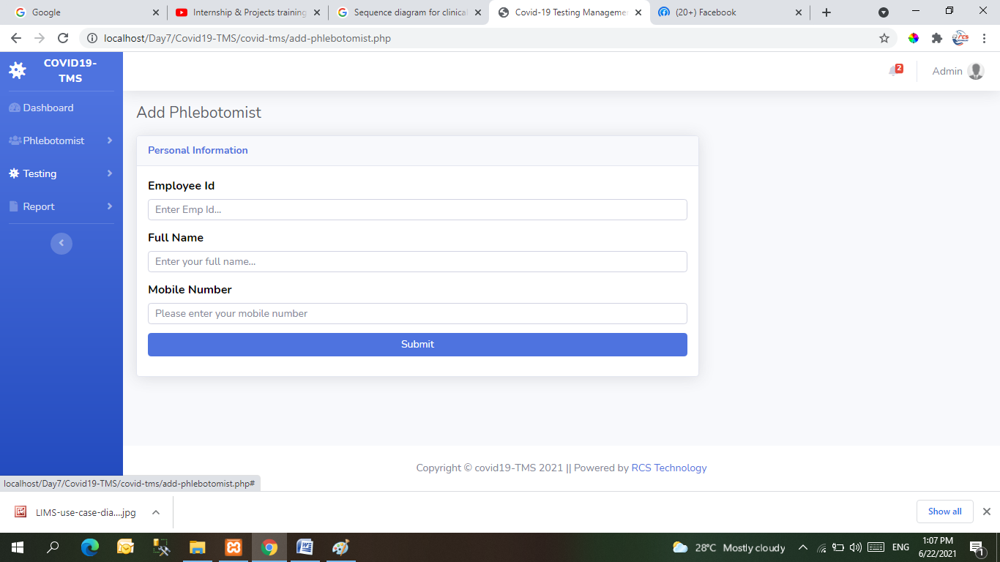 Google
Internship & Projects training
Sequence diagram for clinical
Covid-19 Testing Managemen
(20+) Facebook
localhost/Day7/Covid19-TMS/covid-tms/add-phlebotomist.php
COVID19-
TMS
2
Admin
Dashboard
Phlebotomist
Testing
Report
Add Phlebotomist
Personal Information
Employee Id
Enter Emp Id...
Full Name
Enter your full name...
Mobile Number
Please enter your mobile number
Submit
Copyright © covid19-TMS 2021 || Powered by RCS Technology
localhost/Day7/Covid19-TMS/covid-tms/add-phlebotomist.php#
LIMS-use-case-dia....jpg
Show all
28°C Mostly cloudy
ENG
1:07 PM
6/22/2021
1